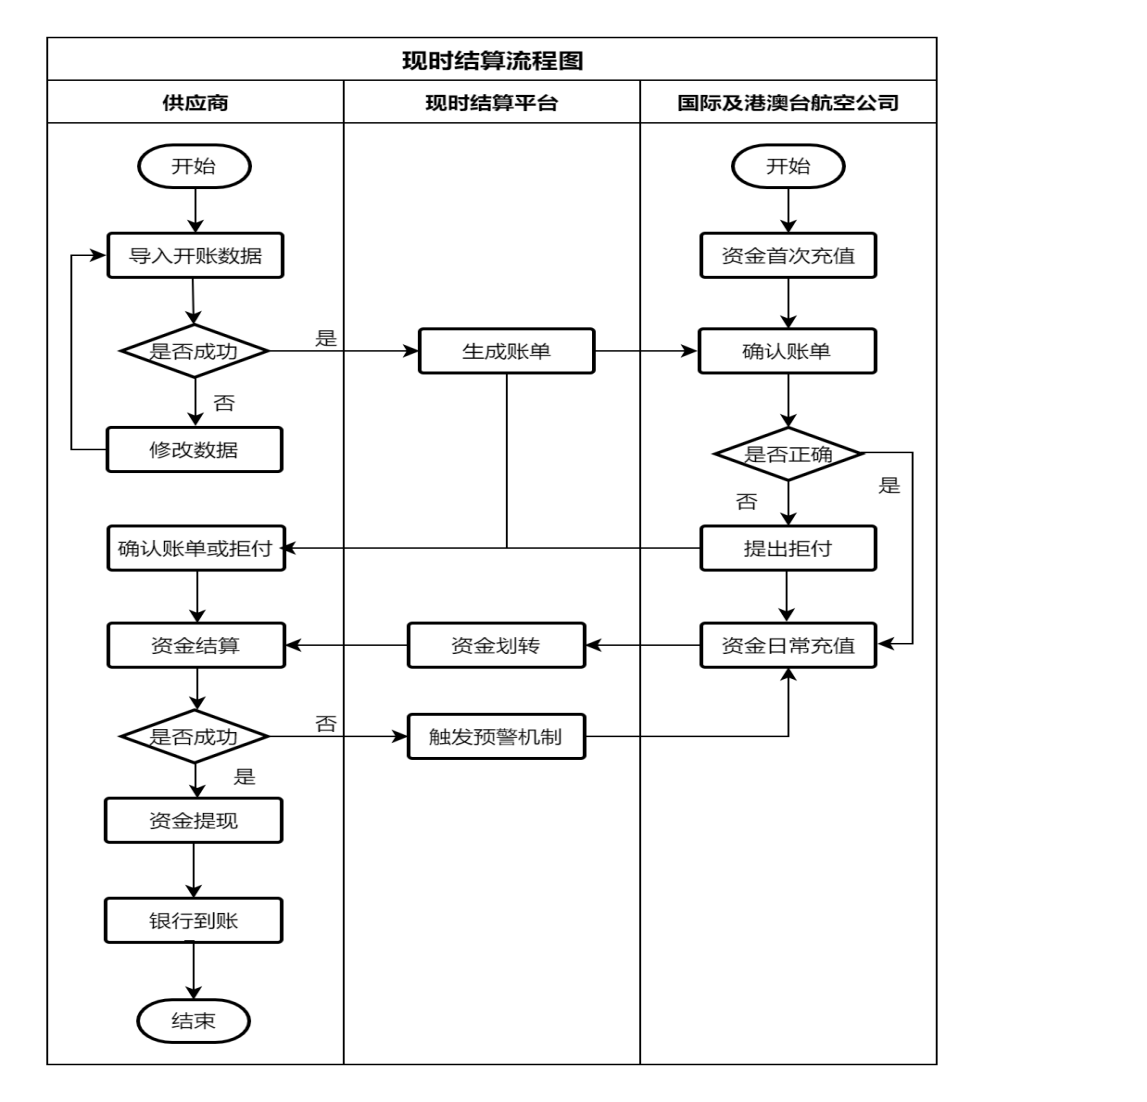 现时结算流程图
供应商
现时结算平台
国际及港澳台航空公司
开始
开始
导入开账数据
资金首次充值
是否成功
是
生成账单
确认账单
否
修改数据
是否正确
是
否
确认账单或拒付
提出拒付
资金结算
资金划转
资金日常充值
是否成功
否
触发预警机制
是
资金提现
银行到账
结束